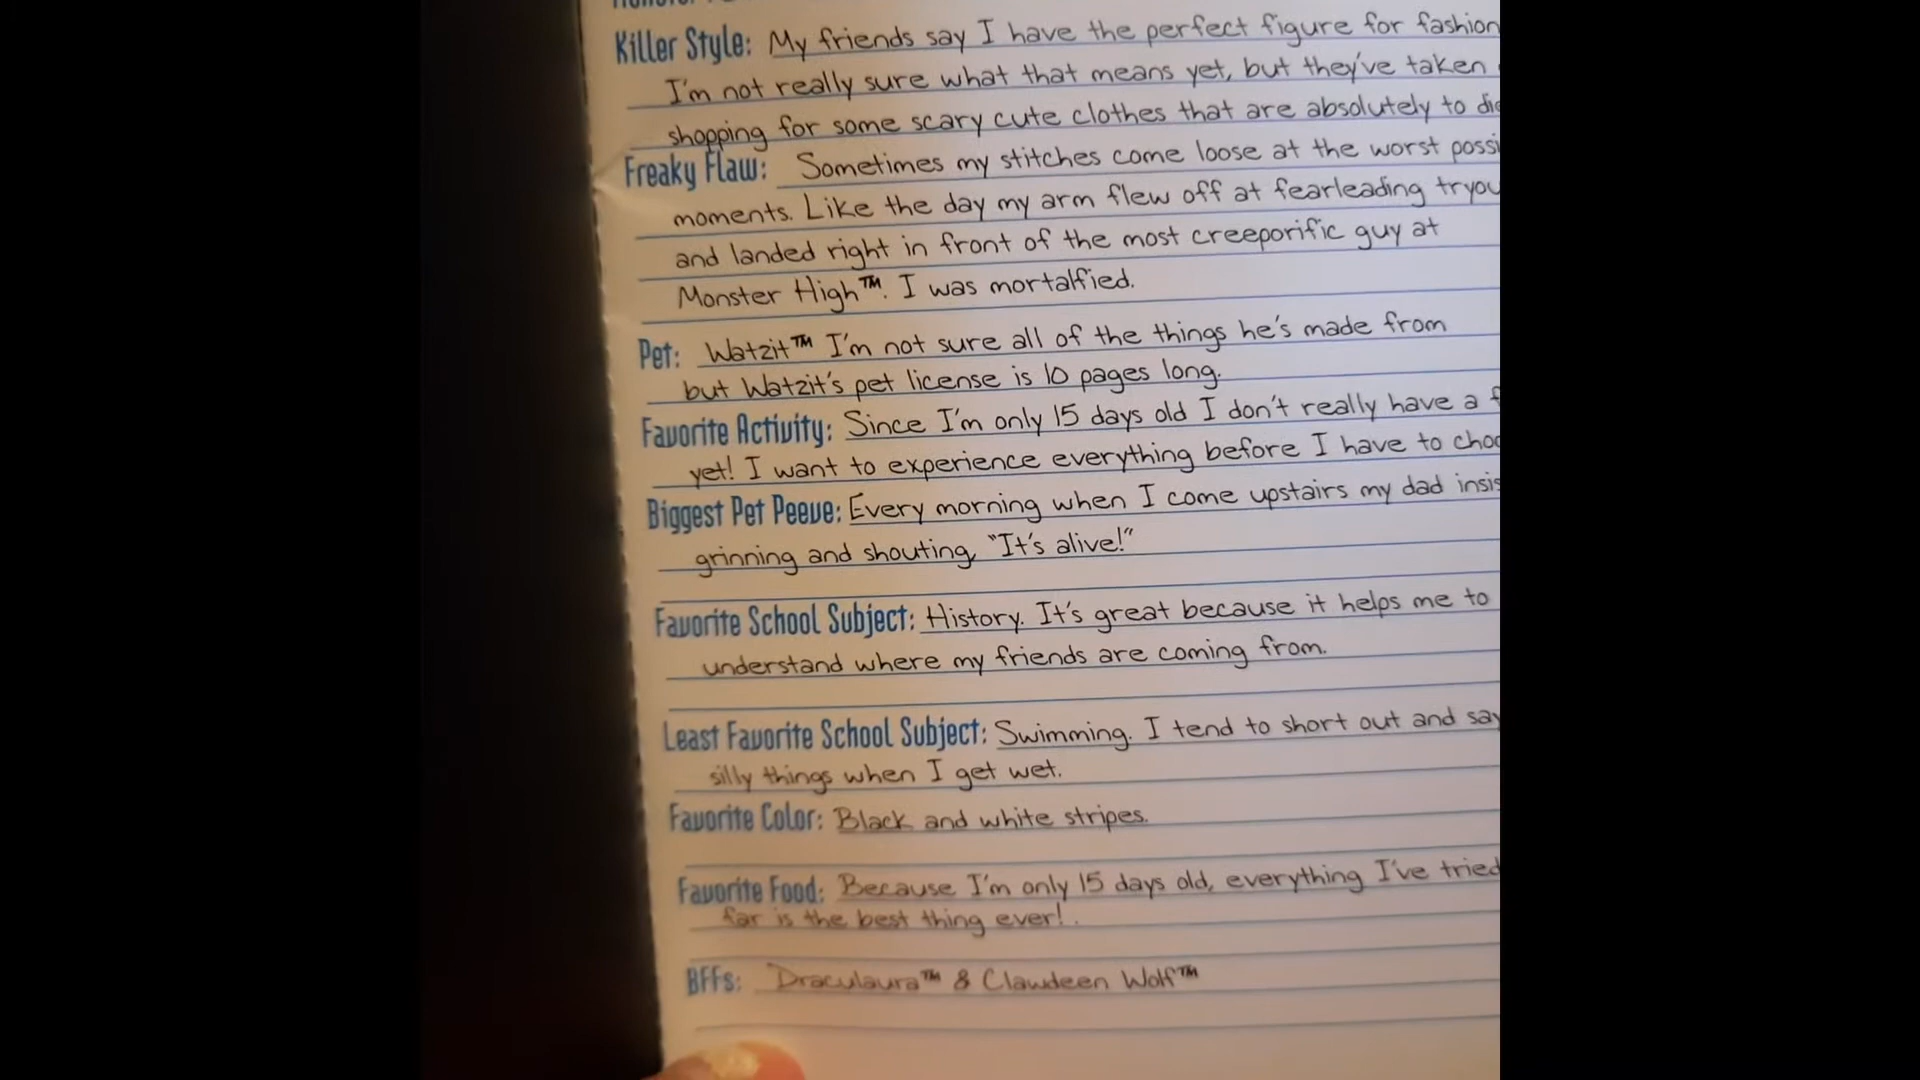 Killer Style: My friends say I have the perfect figure for fashion
I'm not really sure what that means yet, but they've taken
shopping for some scary cute clothes that are absolutely to
Freaky Flaw: Sometimes my stitches come loose at the worst
moments. Like the day my arm flew off at fearleading
and landed right in front of the most creeporific guy at
Monster High™. I was mortalfied.
Pet: Watzit™ I'm not sure all of the things he's made from
but Watzit's pet license is 10 pages long.
Favorite Activity: Since I'm only 15 days old I don't really have a
yet! I want to experience everything before I have to
Biggest Pet Peeve: Every morning when I come upstairs my dad
grinning and shouting, "It's alive!"
Favorite School Subject: History. It's great because it helps me to
understand where my friends are coming from.
Least Favorite School Subject: Swimming. I tend to short out and say
silly things when I get wet.
Favorite Color: Black and white stripes.
Favorite Food: Because I'm only 15 days old, everything I've tried
far is the best thing ever!
BFFs: Draculaura™ & Clawdeen Wolf™